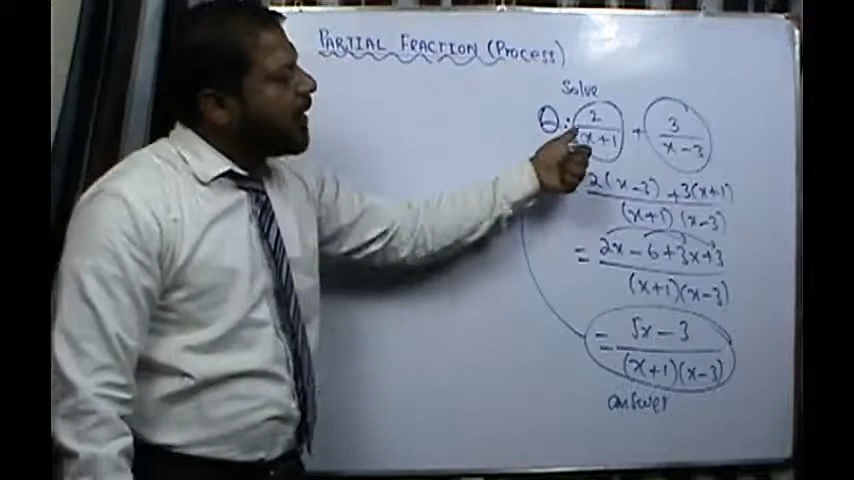 PARTIAL FRACTION (Process)
Solve
Q: 2/(x+1) + 3/(x-3)
2(x-3) + 3(x+1)
(x+1) (x-3)
= 2x - 6 + 3x + 3
(x+1)(x-3)
= 5x - 3
(x+1)(x-3)
answer